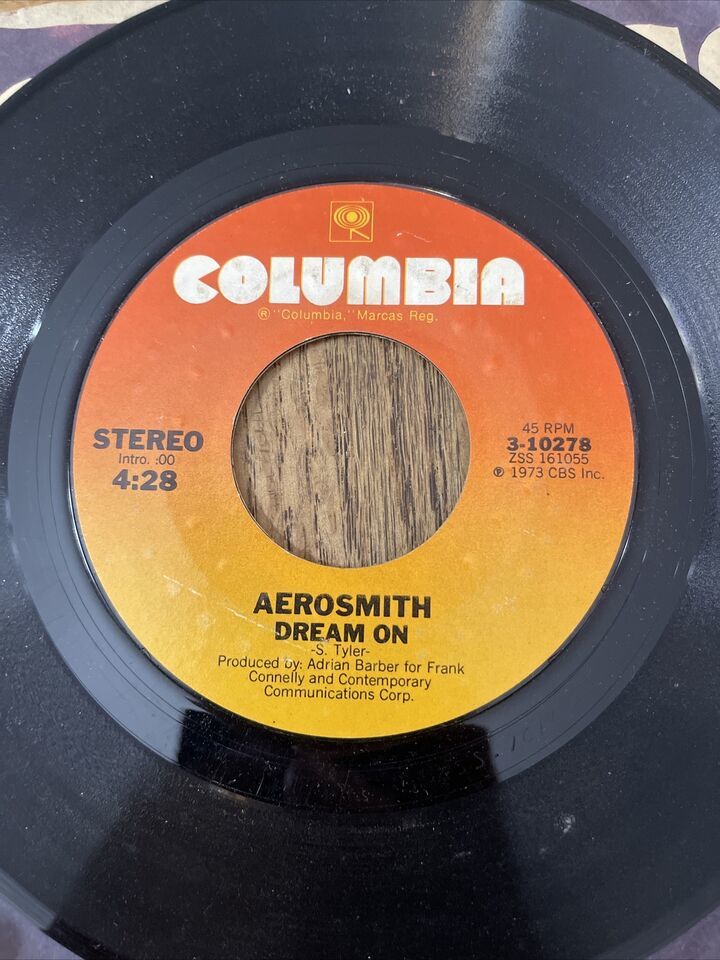 COLUMBIA
® "Columbia," Marcas Reg.
STEREO
Intro. :00
4:28
45 RPM
3-10278
ZSS 161055
℗ 1973 CBS Inc.
AEROSMITH
DREAM ON
-S. Tyler-
Produced by: Adrian Barber for Frank
Connelly and Contemporary
Communications Corp.